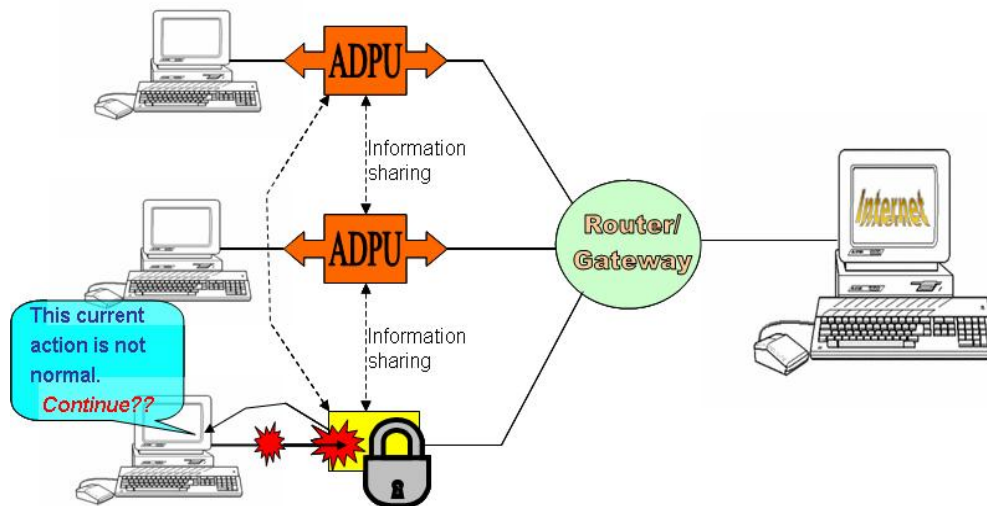 ADPU
Information
sharing
ADPU
Router/
Gateway
Internet
Information
sharing
This current
action is not
normal.
Continue??